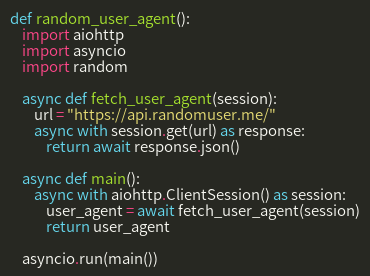 def random_user_agent():
    import aiohttp
    import asyncio
    import random

    async def fetch_user_agent(session):
        url = "https://api.randomuser.me/"
        async with session.get(url) as response:
            return await response.json()

    async def main():
        async with aiohttp.ClientSession() as session:
            user_agent = await fetch_user_agent(session)
            return user_agent

    asyncio.run(main())